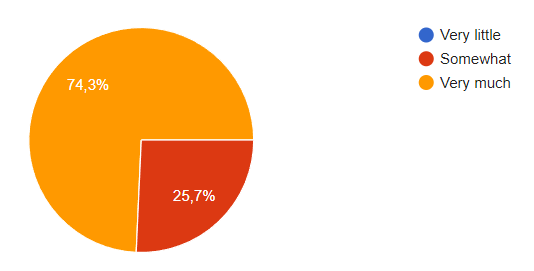 Very little
Somewhat
Very much
74,3%
25,7%